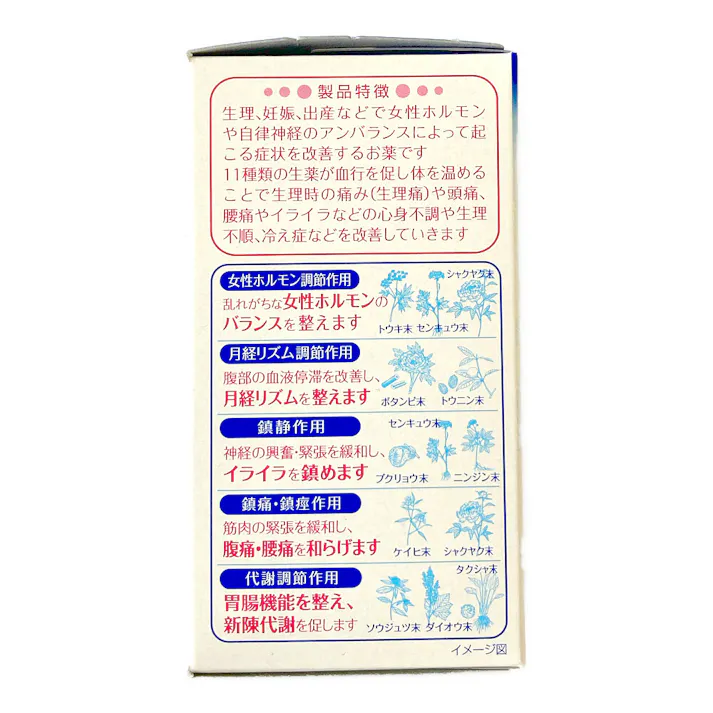 製品特徴
生理、妊娠、出産などで女性ホルモン
や自律神経のアンバランスによって起
こる症状を改善するお薬です
11種類の生薬が血行を促し体を温める
ことで生理時の痛み(生理痛)や頭痛、
腰痛やイライラなどの心身不調や生理
不順、冷え症などを改善していきます
女性ホルモン調節作用
乱れがちな女性ホルモンの
バランスを整えます
シャクヤク末
トウキ末 センキュウ末
月経リズム調節作用
腹部の血液停滞を改善し、
月経リズムを整えます
ボタンピ末 トウニン末
鎮静作用
神経の興奮・緊張を緩和し、
イライラを鎮めます
センキュウ末
ブクリョウ末 ニンジン末
鎮痛・鎮痙作用
筋肉の緊張を緩和し、
腹痛・腰痛を和らげます
ケイヒ末 シャクヤク末
代謝調節作用
胃腸機能を整え、
新陳代謝を促します
タクシャ末
ソウジュツ末 ダイオウ末
イメージ図